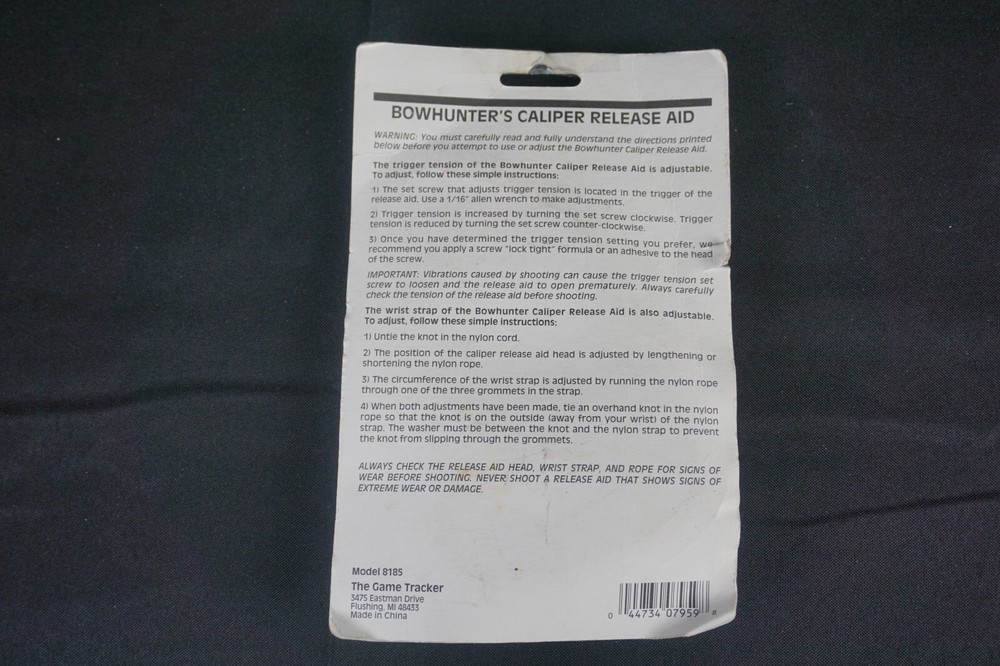 BOWHUNTER'S CALIPER RELEASE AID
WARNING: You must carefully read and fully understand the directions printed
below before you attempt to use or adjust the Bowhunter Caliper Release Aid.
The trigger tension of the Bowhunter Caliper Release Aid is adjustable.
To adjust, follow these simple instructions:
1) The set screw that adjusts trigger tension is located in the trigger of the
release aid. Use a 1/16" allen wrench to make adjustments.
2) Trigger tension is increased by turning the set screw clockwise. Trigger
tension is reduced by turning the set screw counter-clockwise.
3) Once you have determined the trigger tension setting you prefer, we
recommend you apply a screw "lock tight" formula or an adhesive to the head
of the screw.
IMPORTANT: Vibrations caused by shooting can cause the trigger tension set
screw to loosen and the release aid to open prematurely. Always carefully
check the tension of the release aid before shooting.
The wrist strap of the Bowhunter Caliper Release Aid is also adjustable.
To adjust, follow these simple instructions:
1) Untie the knot in the nylon cord.
2) The position of the caliper release aid head is adjusted by lengthening or
shortening the nylon rope.
3) The circumference of the wrist strap is adjusted by running the nylon rope
through one of the three grommets in the strap.
4) When both adjustments have been made, tie an overhand knot in the nylon
rope so that the knot is on the outside (away from your wrist) of the nylon
strap. The washer must be between the knot and the nylon strap to prevent
the knot from slipping through the grommets.
ALWAYS CHECK THE RELEASE AID HEAD, WRIST STRAP, AND ROPE FOR SIGNS OF
WEAR BEFORE SHOOTING. NEVER SHOOT A RELEASE AID THAT SHOWS SIGNS OF
EXTREME WEAR OR DAMAGE.
Model 8185
The Game Tracker
3475 Eastman Drive
Flushing, MI 48433
Made in China
0 44734 07959